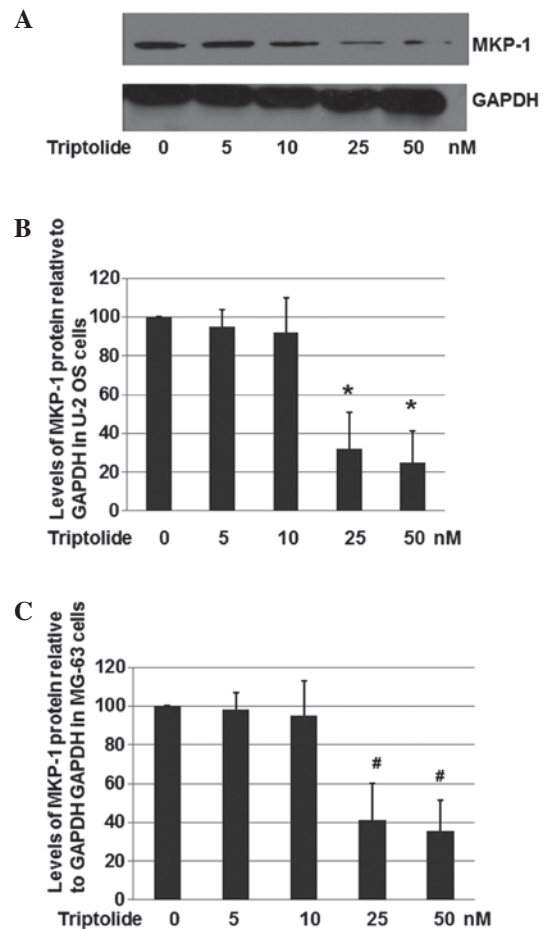 A
MKP-1
GAPDH
Triptolide 0 5 10 25 50 nM
B
Levels of MKP-1 protein relative to
GAPDH in U-2 OS cells
120
100
80
60
40
20
0
* *
Triptolide 0 5 10 25 50 nM
C
Levels of MKP-1 protein relative
to GAPDH GAPDH in MG-63 cells
120
100
80
60
40
20
0
# #
Triptolide 0 5 10 25 50 nM